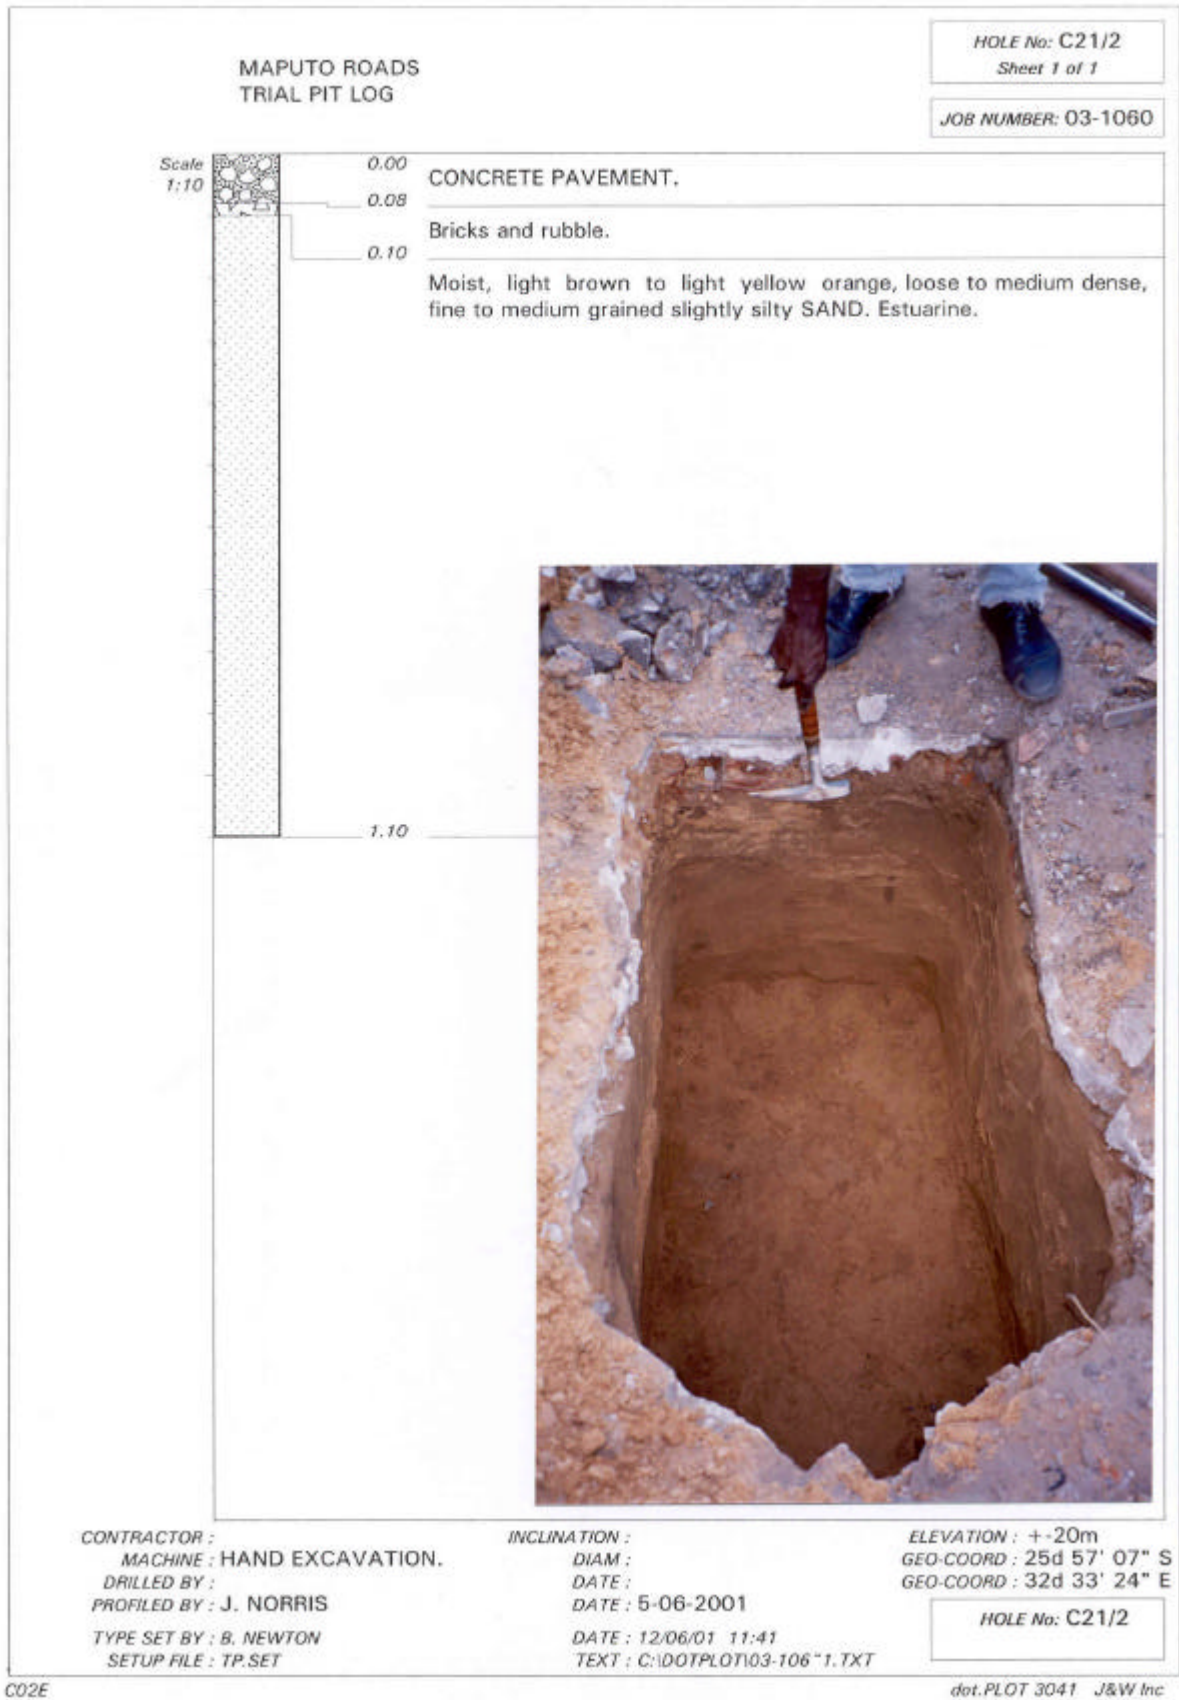 HOLE No: C21/2
Sheet 1 of 1
MAPUTO ROADS
TRIAL PIT LOG
JOB NUMBER: 03-1060
Scale
1:10
0.00
CONCRETE PAVEMENT.
0.08
Bricks and rubble.
0.10
Moist, light brown to light yellow orange, loose to medium dense,
fine to medium grained slightly silty SAND. Estuarine.
1.10
CONTRACTOR :
INCLINATION :
ELEVATION : +-20m
MACHINE : HAND EXCAVATION.
DIAM :
GEO-COORD : 25d 57' 07" S
DRILLED BY :
DATE :
GEO-COORD : 32d 33' 24" E
PROFILED BY : J. NORRIS
DATE : 5-06-2001
HOLE No: C21/2
TYPE SET BY : B. NEWTON
DATE : 12/06/01 11:41
SETUP FILE : TP.SET
TEXT : C:\DOTPLOT\03-106~1.TXT
C02E
dot.PLOT 3041 J&W Inc